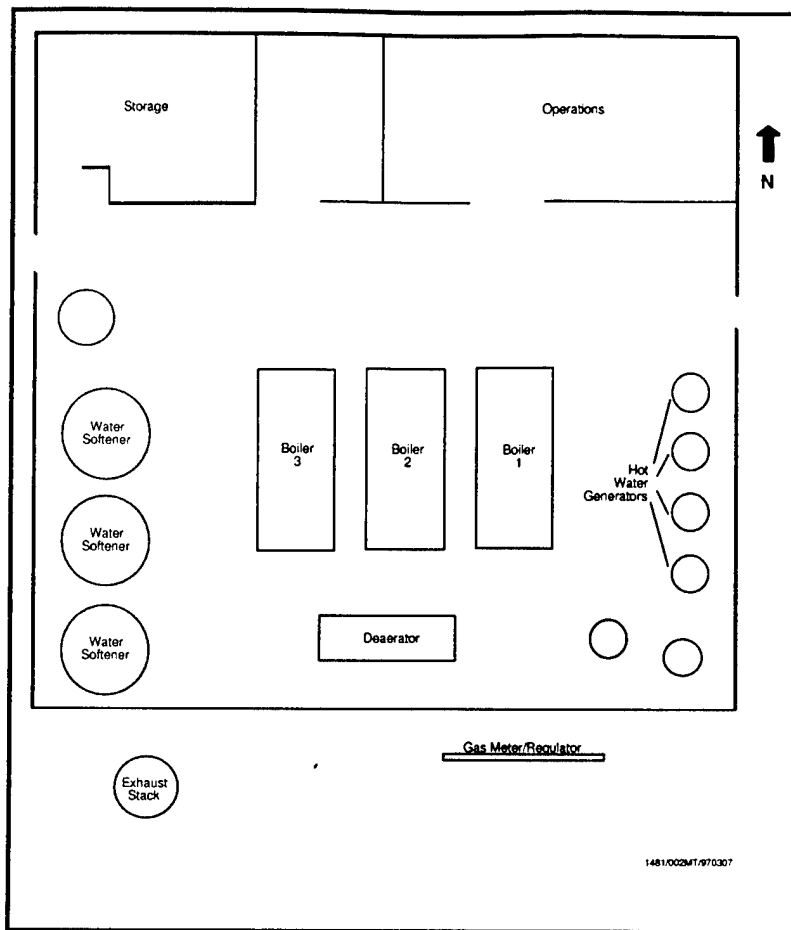 Storage
Operations
N
Water
Softener
Boiler
3
Boiler
2
Boiler
1
Hot
Water
Generators
Water
Softener
Water
Softener
Deaerator
Gas Meter/Regulator
Exhaust
Stack
1481/002MT/970307